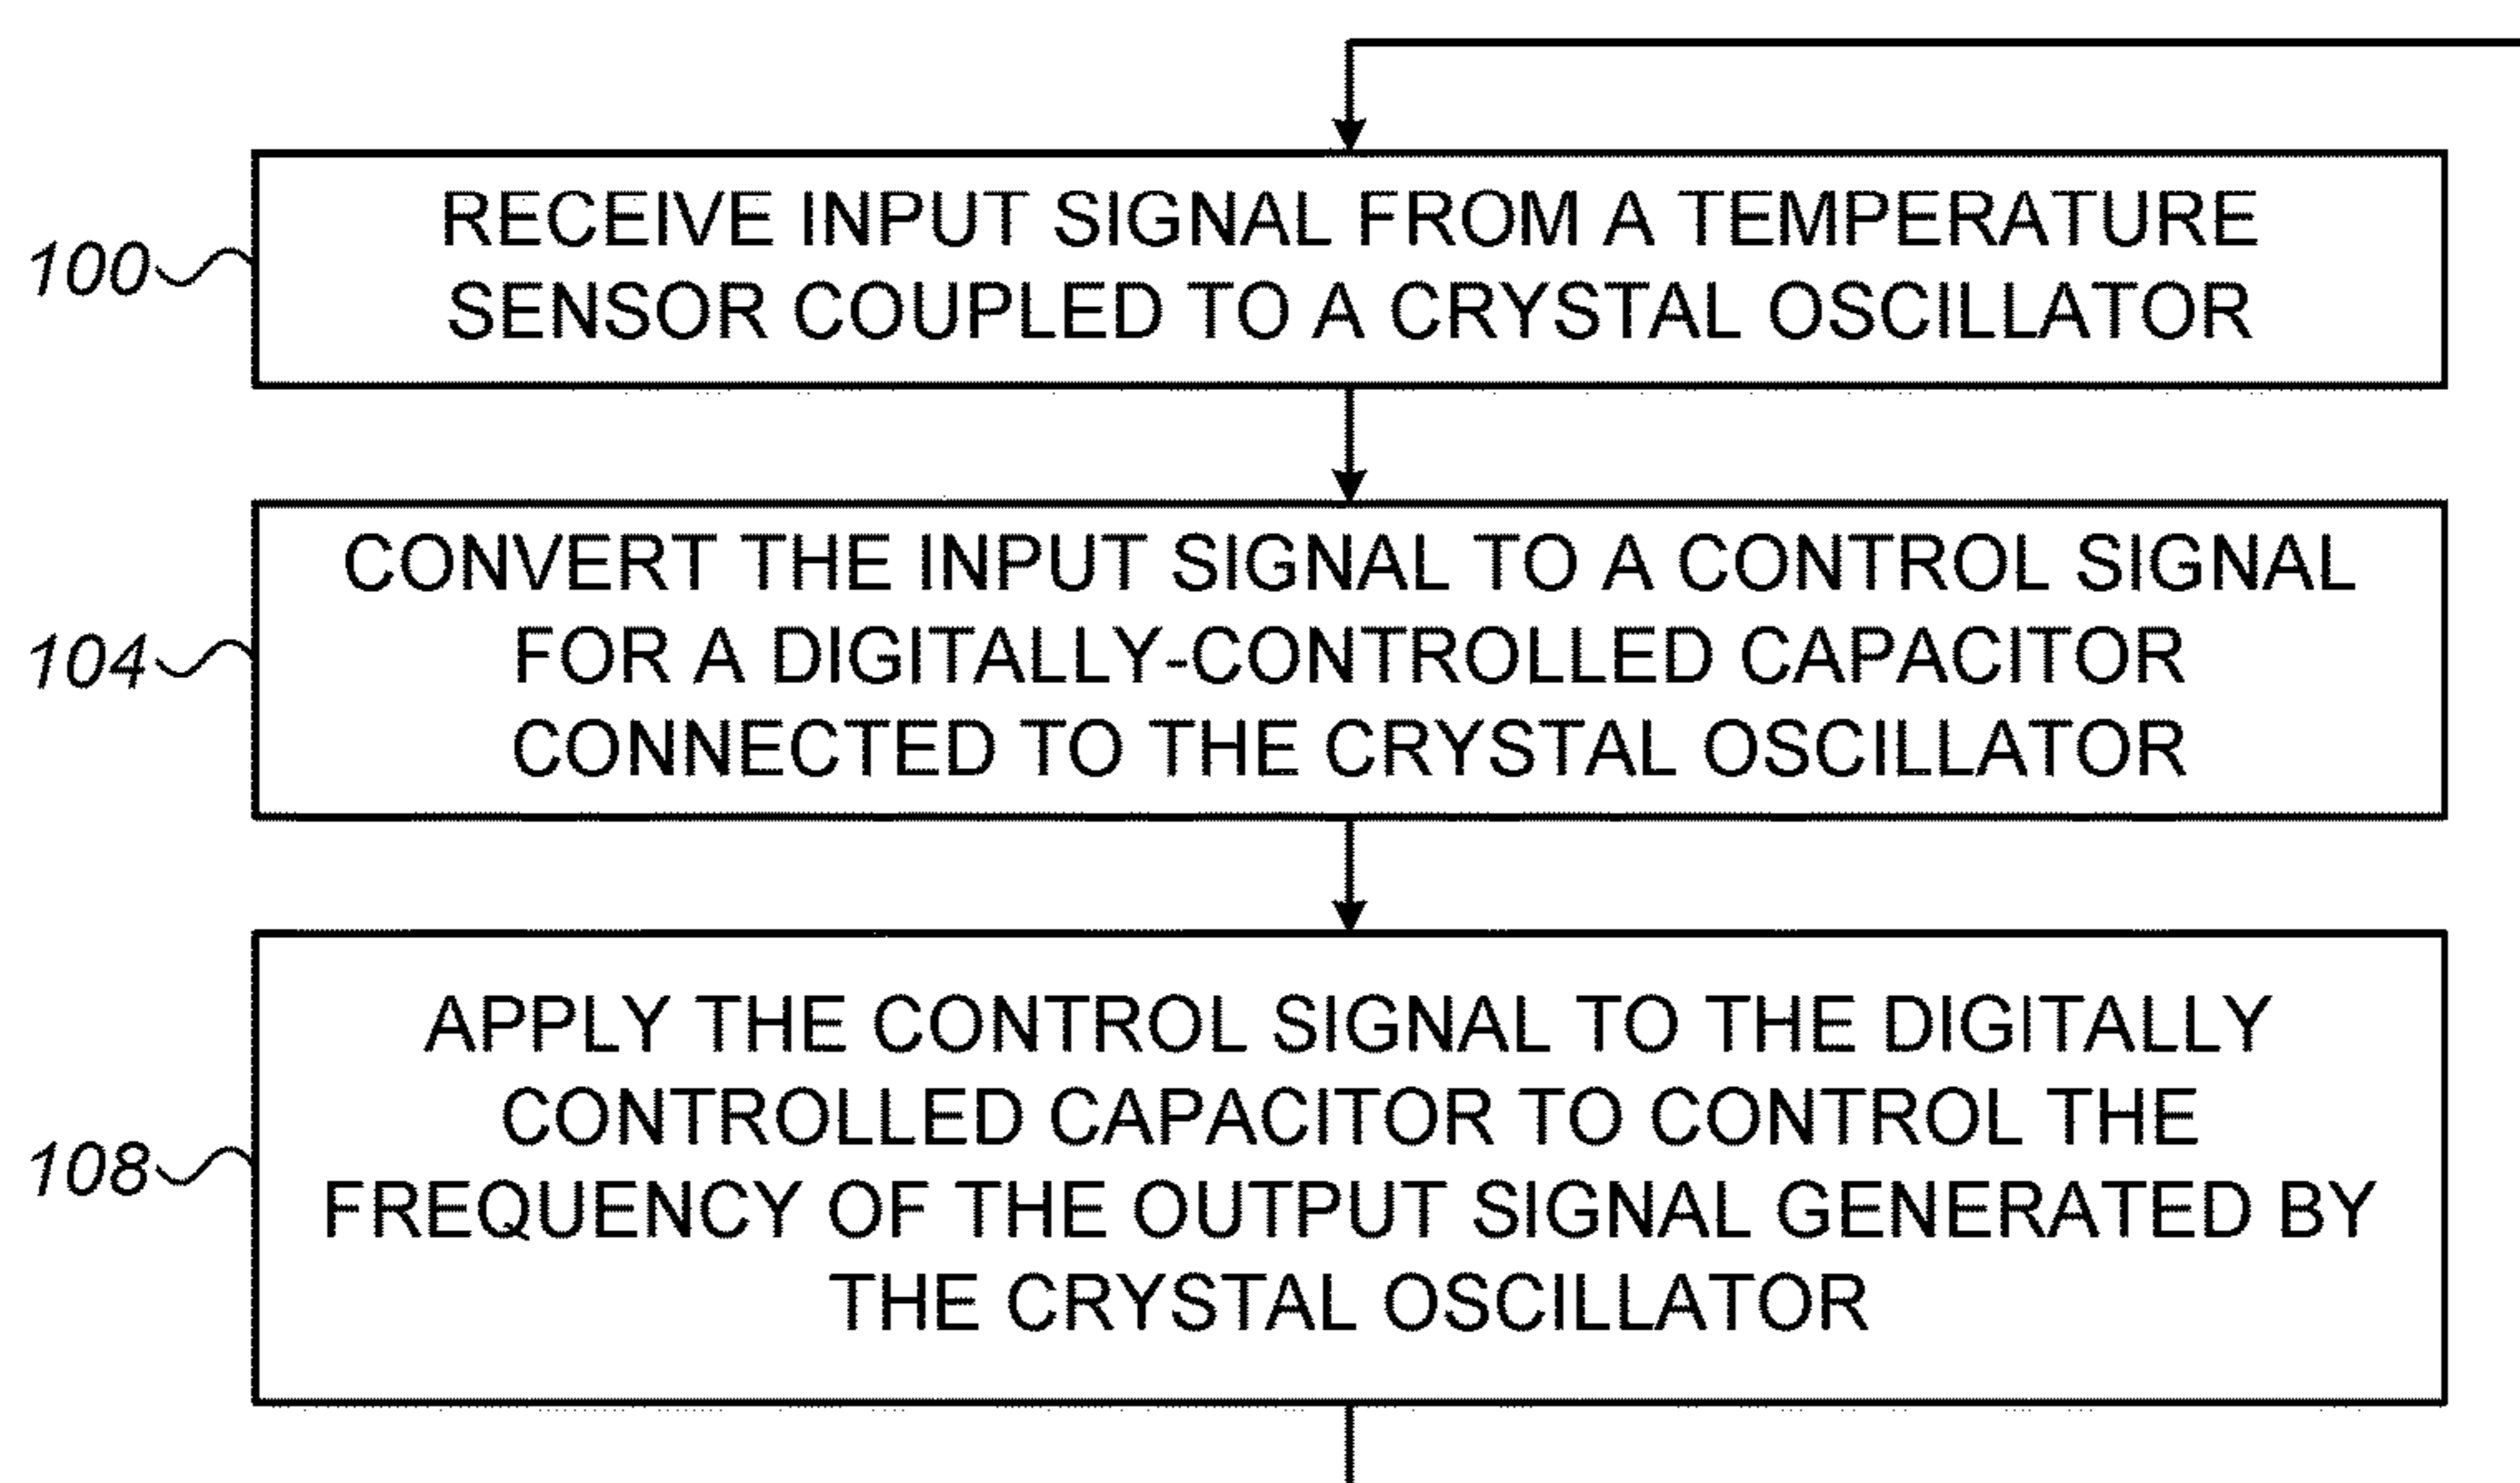 100
RECEIVE INPUT SIGNAL FROM A TEMPERATURE
SENSOR COUPLED TO A CRYSTAL OSCILLATOR
104
CONVERT THE INPUT SIGNAL TO A CONTROL SIGNAL
FOR A DIGITALLY-CONTROLLED CAPACITOR
CONNECTED TO THE CRYSTAL OSCILLATOR
108
APPLY THE CONTROL SIGNAL TO THE DIGITALLY
CONTROLLED CAPACITOR TO CONTROL THE
FREQUENCY OF THE OUTPUT SIGNAL GENERATED BY
THE CRYSTAL OSCILLATOR